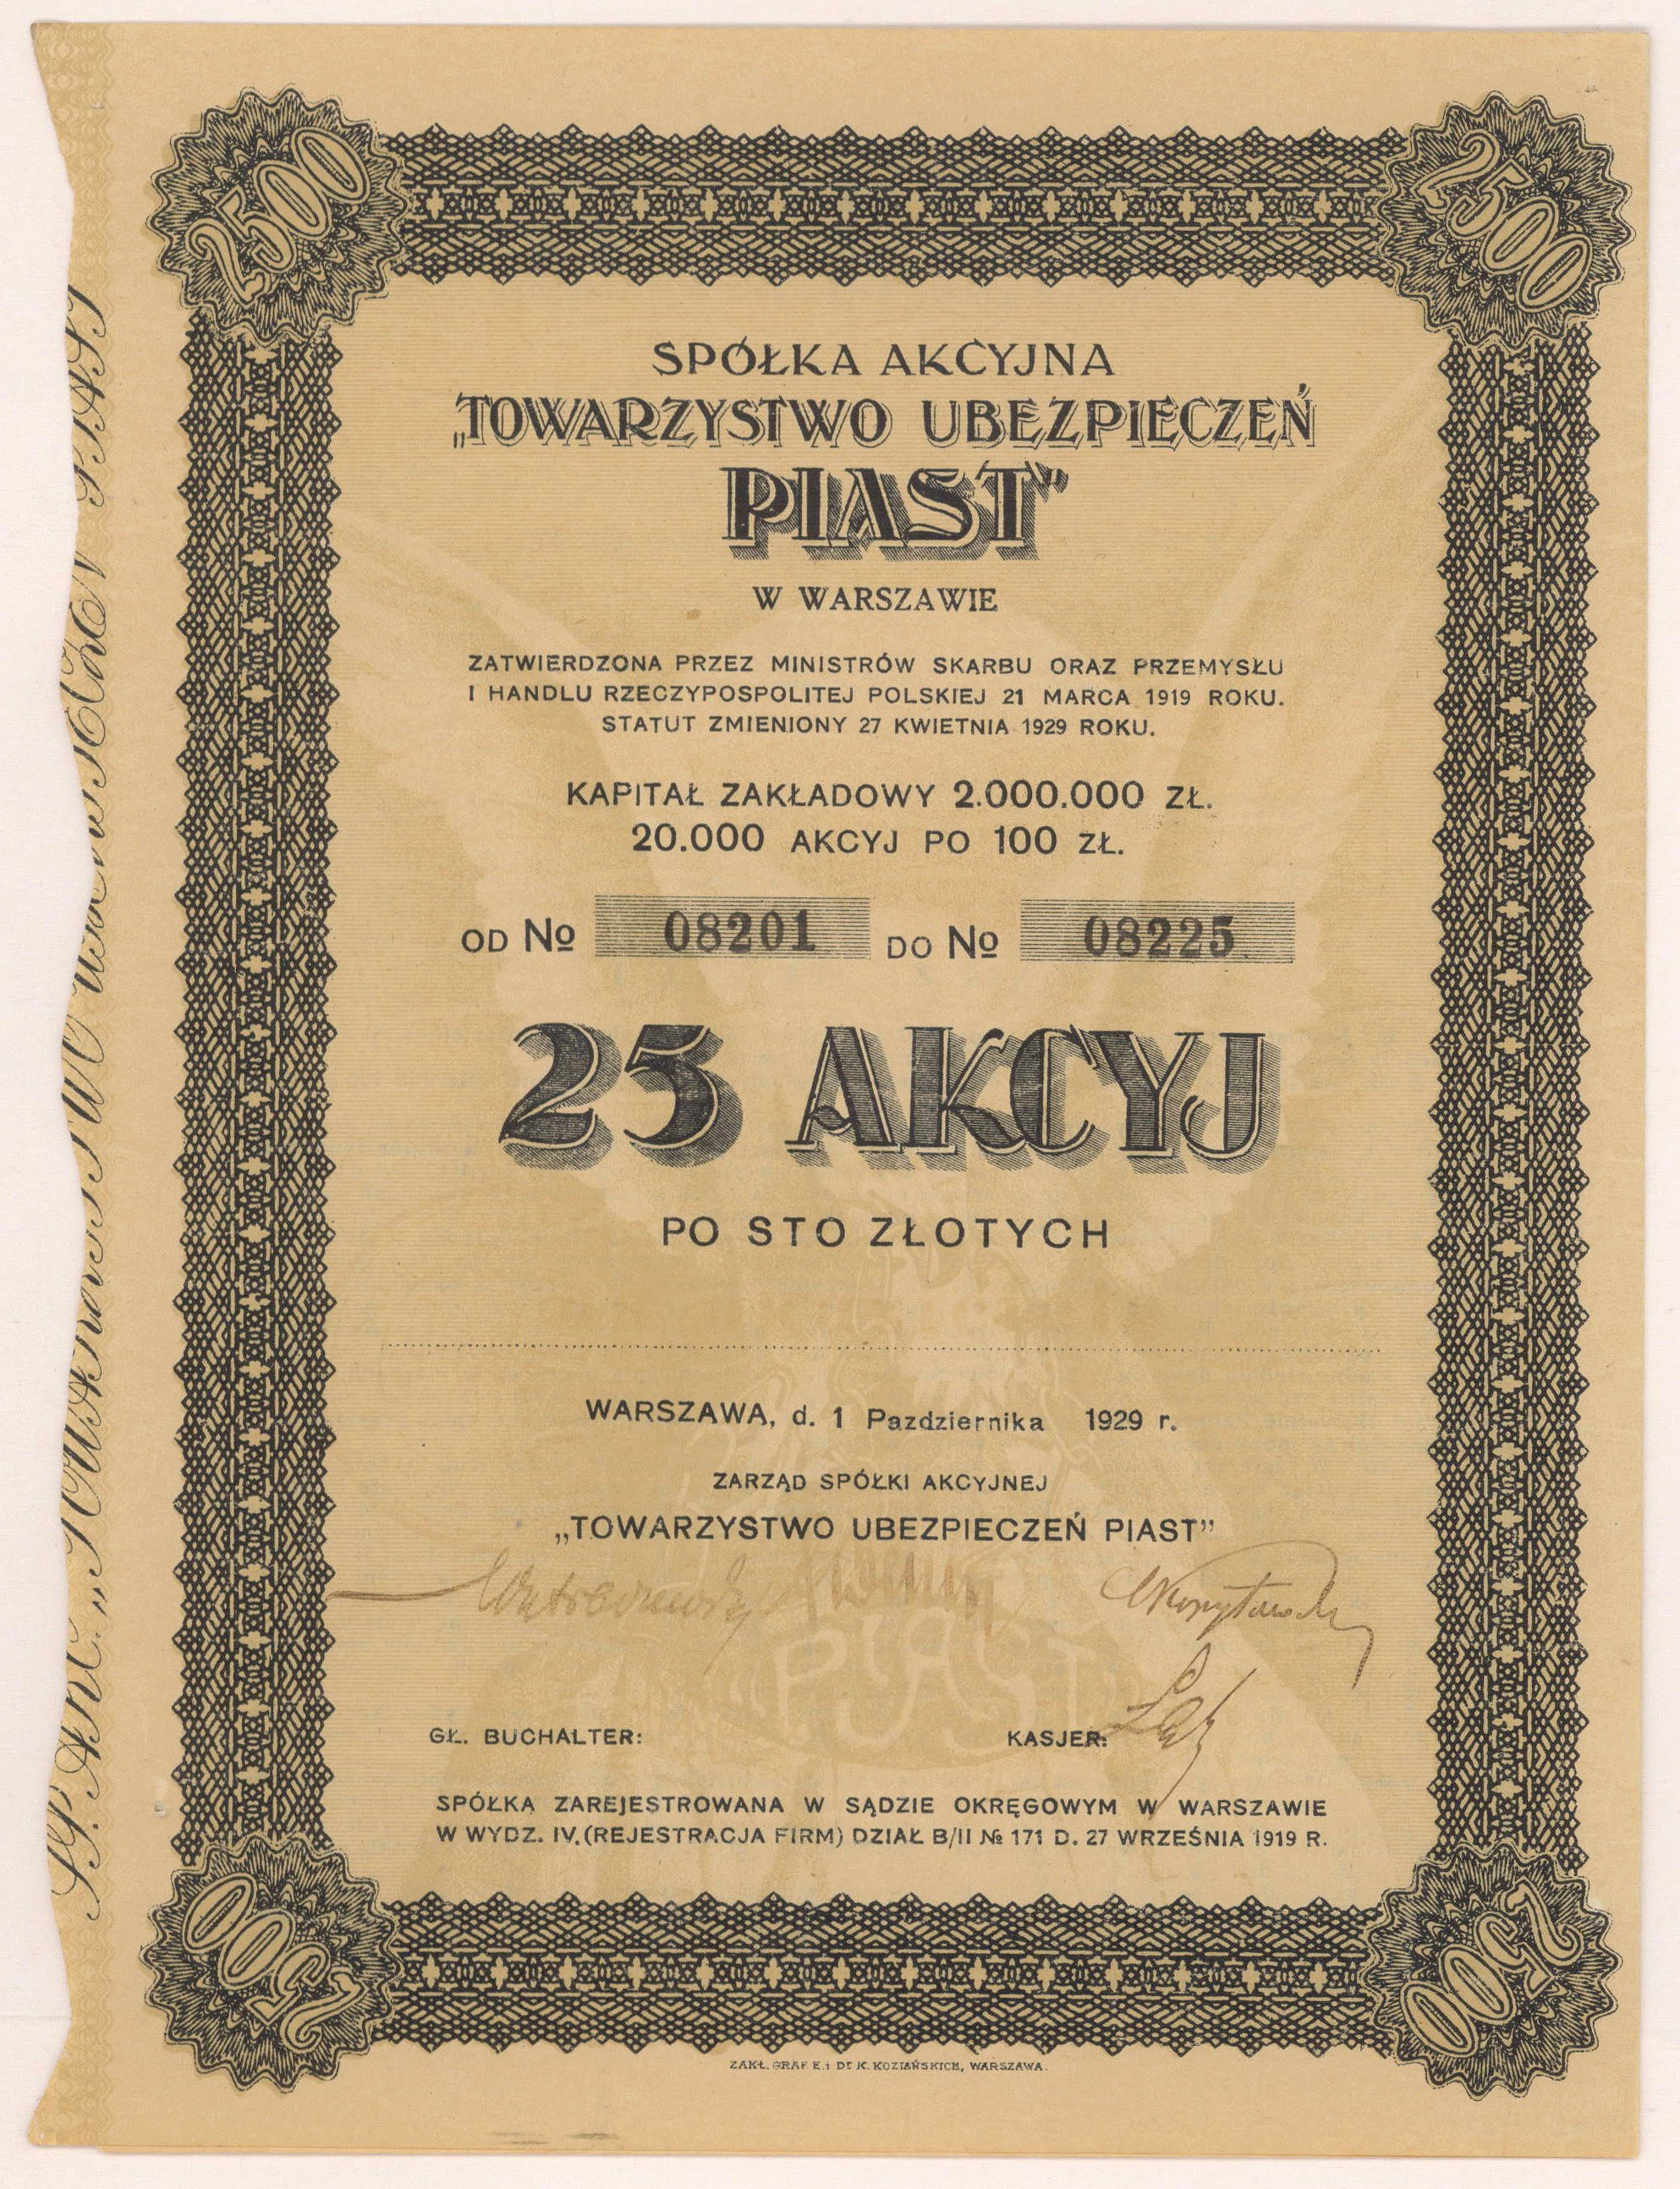 2500
2500
SPÓŁKA AKCYJNA
„TOWARZYSTWO UBEZPIECZEŃ
PIAST”
W WARSZAWIE
ZATWIERDZONA PRZEZ MINISTRÓW SKARBU ORAZ PRZEMYSŁU
I HANDLU RZECZYPOSPOLITEJ POLSKIEJ 21 MARCA 1919 ROKU.
STATUT ZMIENIONY 27 KWIETNIA 1929 ROKU.
KAPITAŁ ZAKŁADOWY 2.000.000 ZŁ.
20.000 AKCYJ PO 100 ZŁ.
OD № 08201 DO № 08225
25 AKCYJ
PO STO ZŁOTYCH
WARSZAWA, d. 1 Pazdziernika 1929 r.
ZARZĄD SPÓŁKI AKCYJNEJ
„TOWARZYSTWO UBEZPIECZEŃ PIAST”
„PIAST”
GŁ. BUCHALTER: KASJER:
SPÓŁKA ZAREJESTROWANA W SĄDZIE OKRĘGOWYM W WARSZAWIE
W WYDZ. IV. (REJESTRACJA FIRM) DZIAŁ B/II № 171 D. 27 WRZEŚNIA 1919 R.
2500
2500
ZAKŁ. GRAF. E. i Dr K. KOZIAŃSKICH, WARSZAWA.